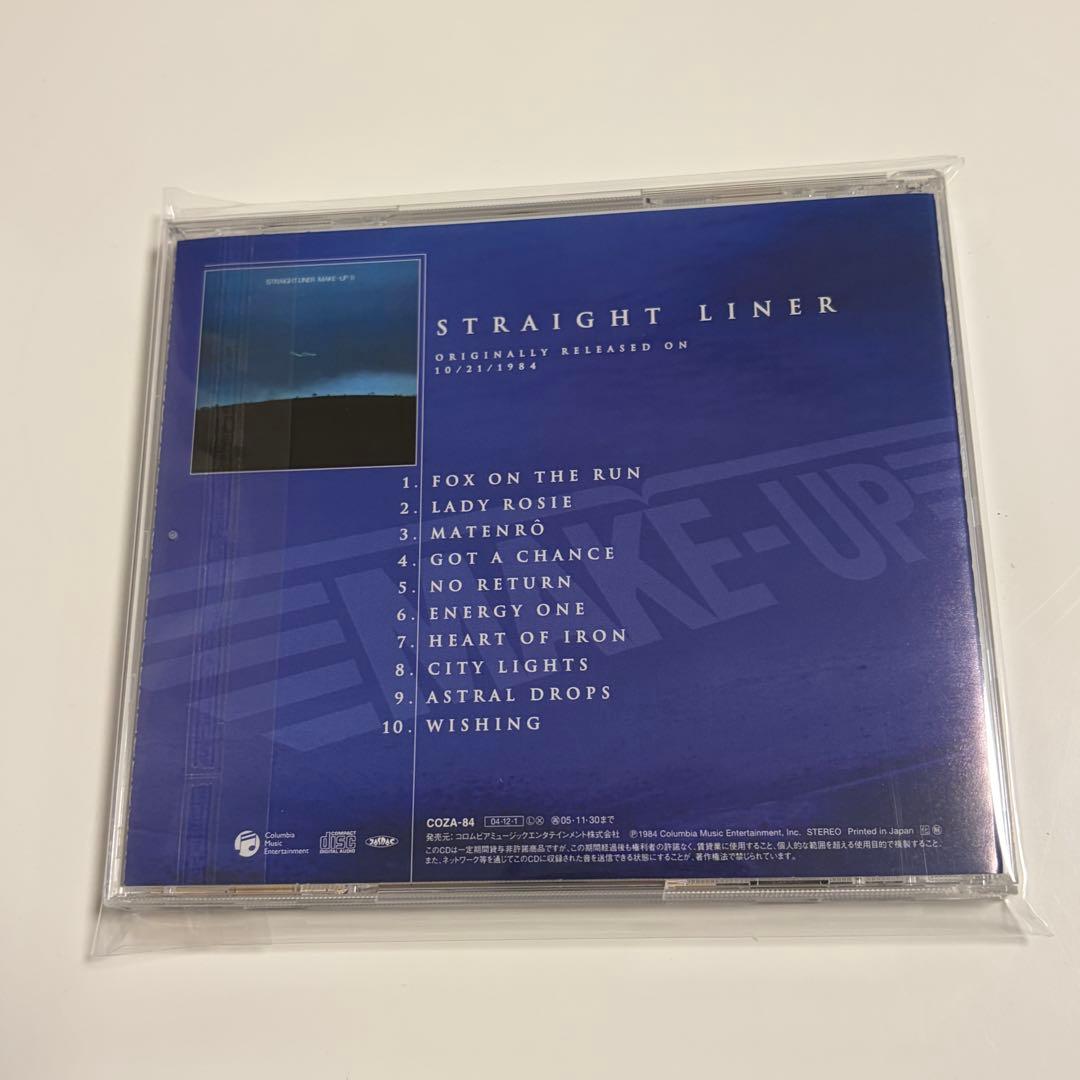 STRAIGHT LINER MAKE-UP II
STRAIGHT LINER
ORIGINALLY RELEASED ON
10/21/1984
1. FOX ON THE RUN
2. LADY ROSIE
3. MATENRÔ
4. GOT A CHANCE
5. NO RETURN
6. ENERGY ONE
7. HEART OF IRON
8. CITY LIGHTS
9. ASTRAL DROPS
10. WISHING
MAKE-UP
Columbia
Music
Entertainment
COMPACT
disc
DIGITAL AUDIO
JASRAC
COZA-84 04·12·1 Ⓛ Ⓧ 05·11·30まで
発売元:コロムビアミュージックエンタテインメント株式会社 ℗1984 Columbia Music Entertainment, Inc. STEREO Printed in Japan
このCDは一定期間貸与非許諾商品ですが、この期間経過後も権利者の許諾なく、賃貸業に使用すること、個人的な範囲を超える使用目的で複製すること、
また、ネットワーク等を通じてこのCDに収録された音を送信できる状態にすることが、著作権法で禁じられています。